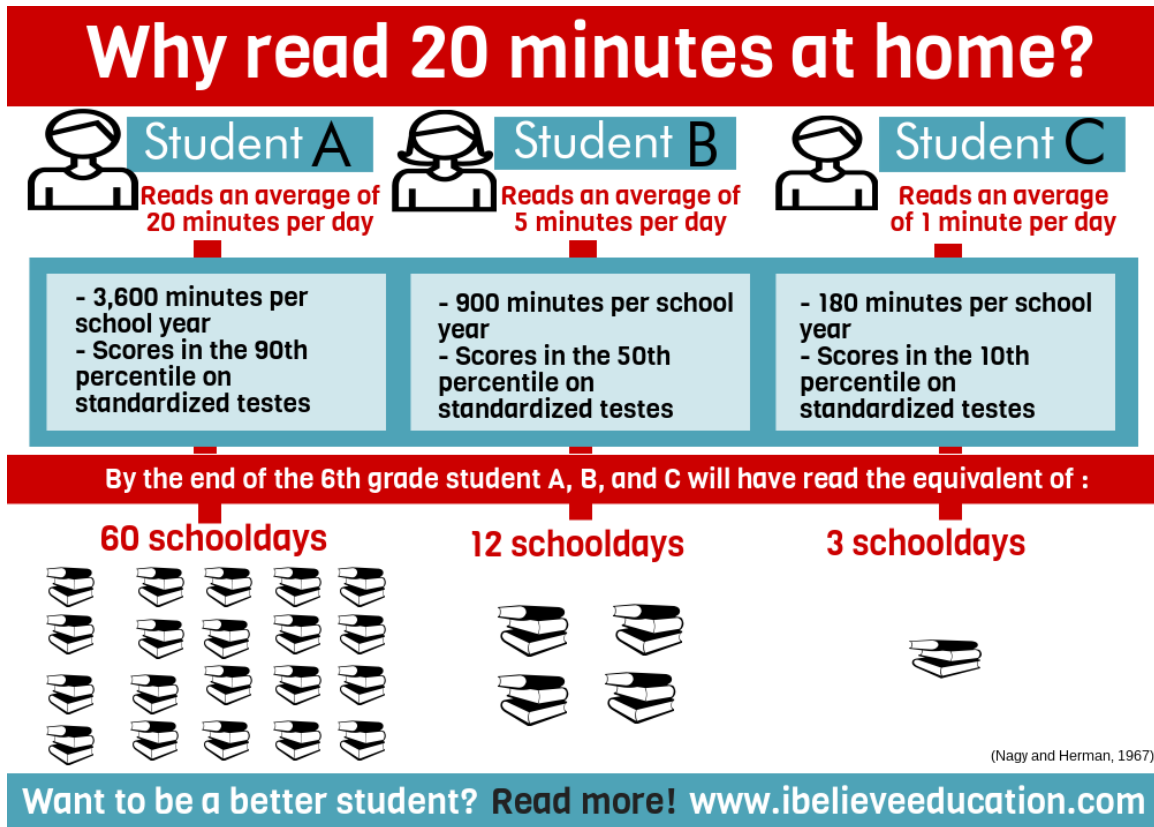 Why read 20 minutes at home?
Student A
Reads an average of
20 minutes per day
Student B
Reads an average of
5 minutes per day
Student C
Reads an average
of 1 minute per day
- 3,600 minutes per
school year
- Scores in the 90th
percentile on
standardized testes
- 900 minutes per school
year
- Scores in the 50th
percentile on
standardized testes
- 180 minutes per school
year
- Scores in the 10th
percentile on
standardized testes
By the end of the 6th grade student A, B, and C will have read the equivalent of :
60 schooldays
12 schooldays
3 schooldays
(Nagy and Herman, 1967)
Want to be a better student? Read more! www.ibelieveeducation.com